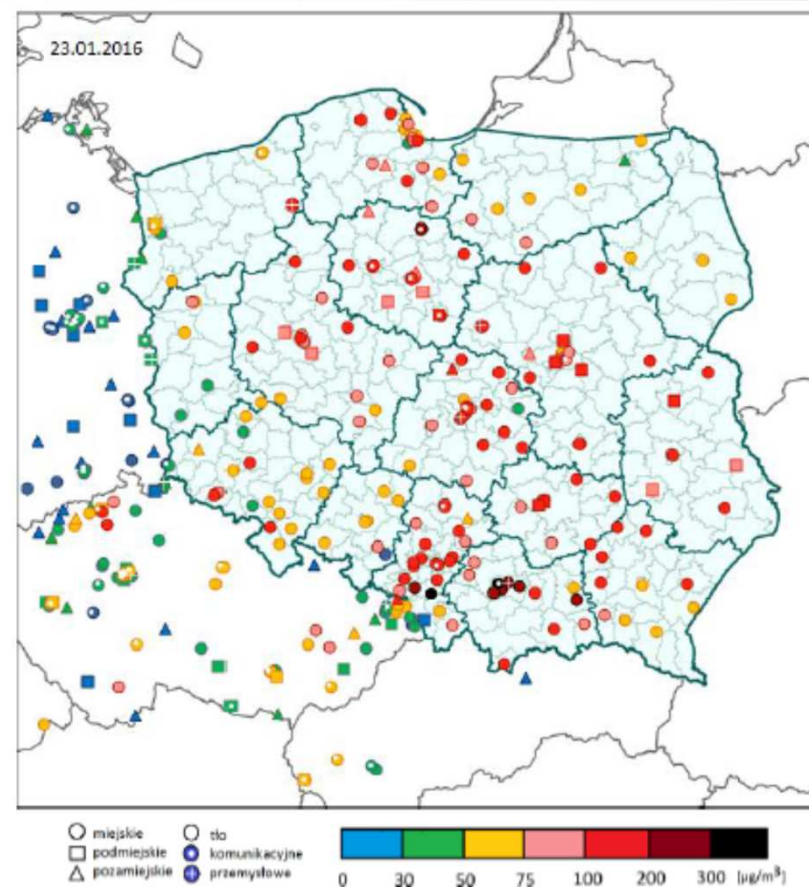 23.01.2016
miejskie
tło
podmiejskie
komunikacyjne
pozamiejskie
przemysłowe
0 30 50 75 100 200 300 [µg/m³]